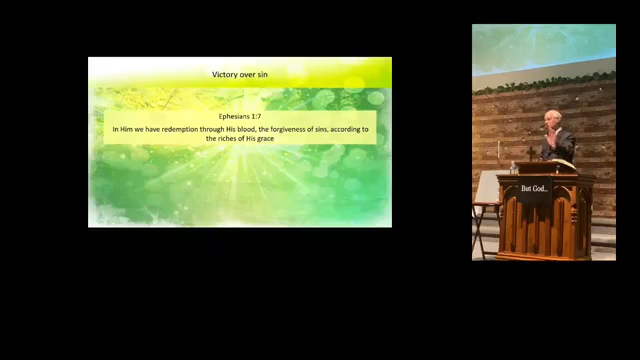 Victory over sin
Ephesians 1:7
In Him we have redemption through His blood, the forgiveness of sins, according to
the riches of His grace
But God...